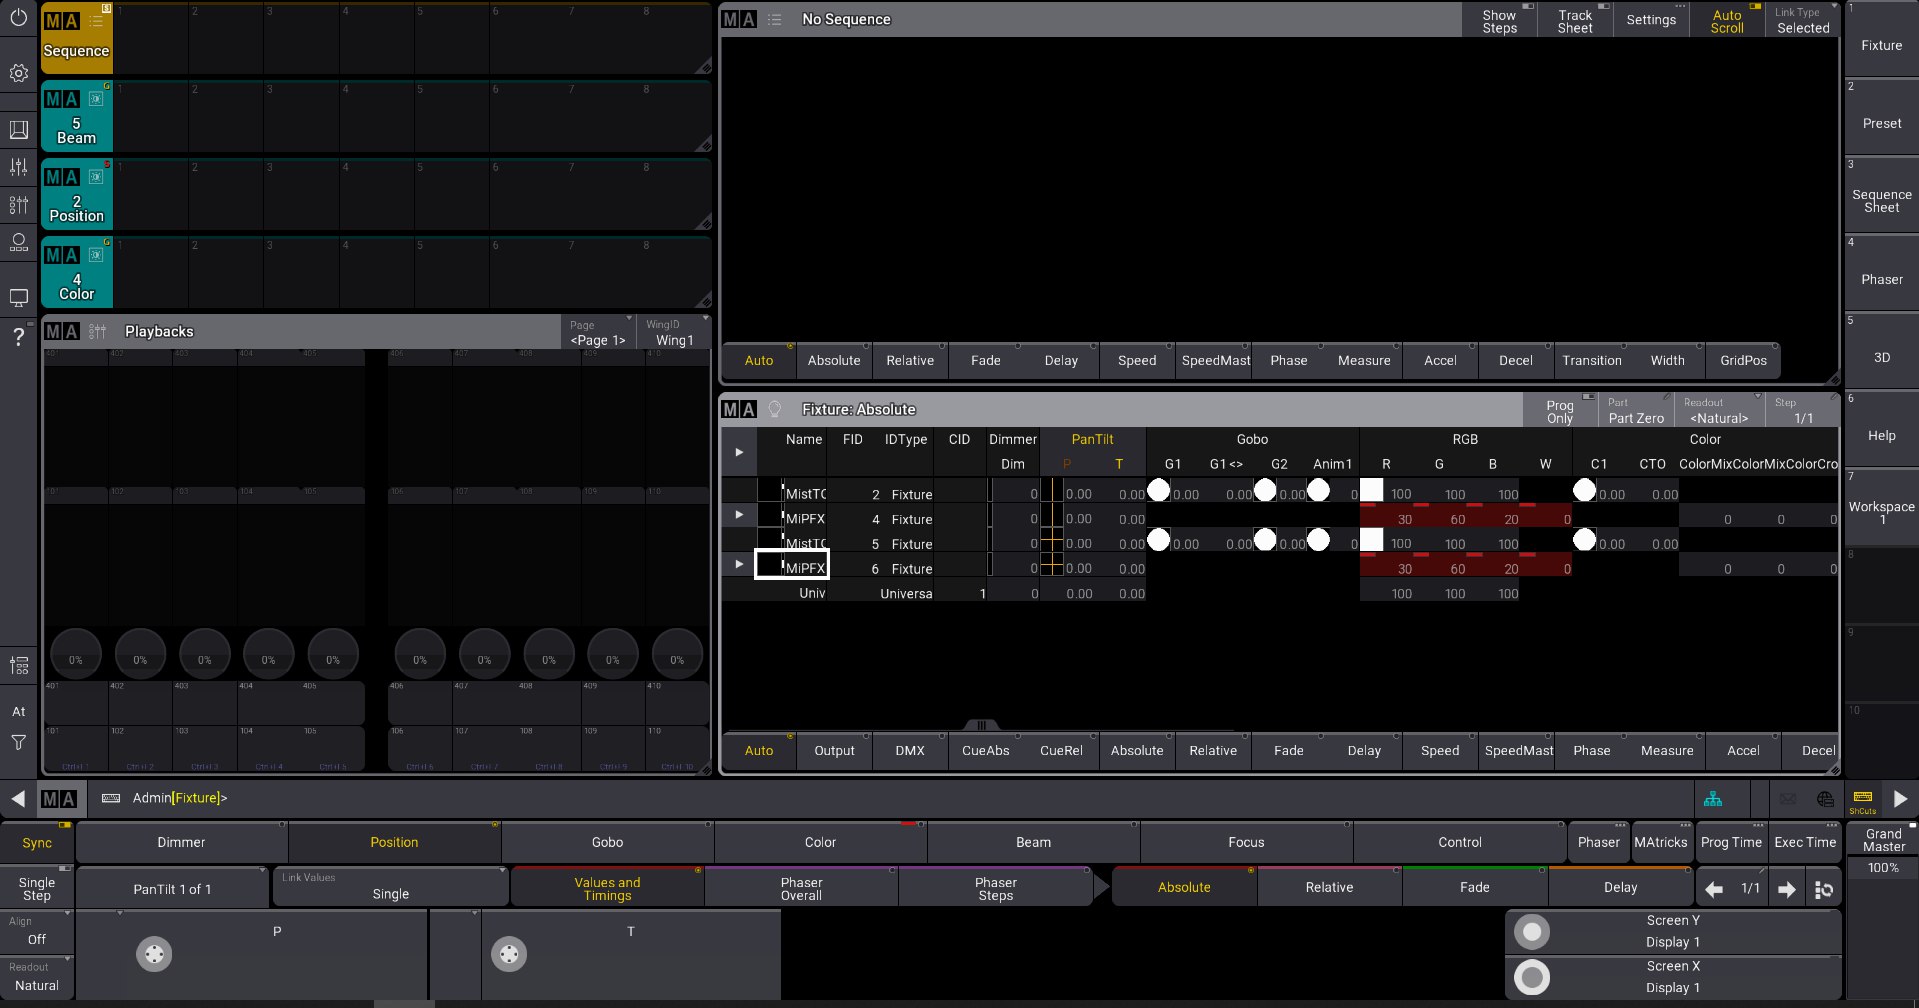 MA
Sequence
1 2 3 4 5 6 7 8
MA
5
Beam
1 2 3 4 5 6 7 8
MA
2
Position
1 2 3 4 5 6 7 8
MA
4
Color
1 2 3 4 5 6 7 8
MA Playbacks
Page
<Page 1>
WingID
Wing1
401 402 403 404 405 406 407 408 409 410
0% 0% 0% 0% 0% 0% 0% 0% 0% 0%
401 402 403 404 405 406 407 408 409 410
101 102 103 104 105 106 107 108 109 110
MA No Sequence
Show
Steps
Track
Sheet
Settings
Auto
Scroll
Link Type
Selected
Auto Absolute Relative Fade Delay Speed SpeedMast Phase Measure Accel Decel Transition Width GridPos
MA Fixture: Absolute
Prog
Only
Part
Part Zero
Readout
<Natural>
Step
1/1
Name FID IDType CID Dimmer PanTilt Gobo RGB Color
Dim P T G1 G1<> G2 Anim1 R G B W C1 CTO ColorMixColorMixColorCro
MistTC 2 Fixture 0 0.00 0.00 0.00 0.00 0.00 0 100 100 100 0.00 0.00
MiPFX 4 Fixture 0 0.00 0.00 30 60 20 0 0 0 0
MistTC 5 Fixture 0 0.00 0.00 0.00 0.00 0.00 0 100 100 100 0.00 0.00
MiPFX 6 Fixture 0 0.00 0.00 30 60 20 0 0 0 0
Univ Universa 1 0 0.00 0.00 100 100 100
Auto Output DMX CueAbs CueRel Absolute Relative Fade Delay Speed SpeedMast Phase Measure Accel Decel
1
Fixture
2
Preset
3
Sequence
Sheet
4
Phaser
5
3D
6
Help
7
Workspace
1
8
9
10
?
At
MA Admin[Fixture]>
ShCuts
Sync Dimmer Position Gobo Color Beam Focus Control Phaser MAtricks Prog Time Exec Time
Grand
Master
100%
Single
Step
PanTilt 1 of 1
Link Values
Single
Values and
Timings
Phaser
Overall
Phaser
Steps
Absolute Relative Fade Delay 1/1
Align
Off
Readout
Natural
P
T
Screen Y
Display 1
Screen X
Display 1